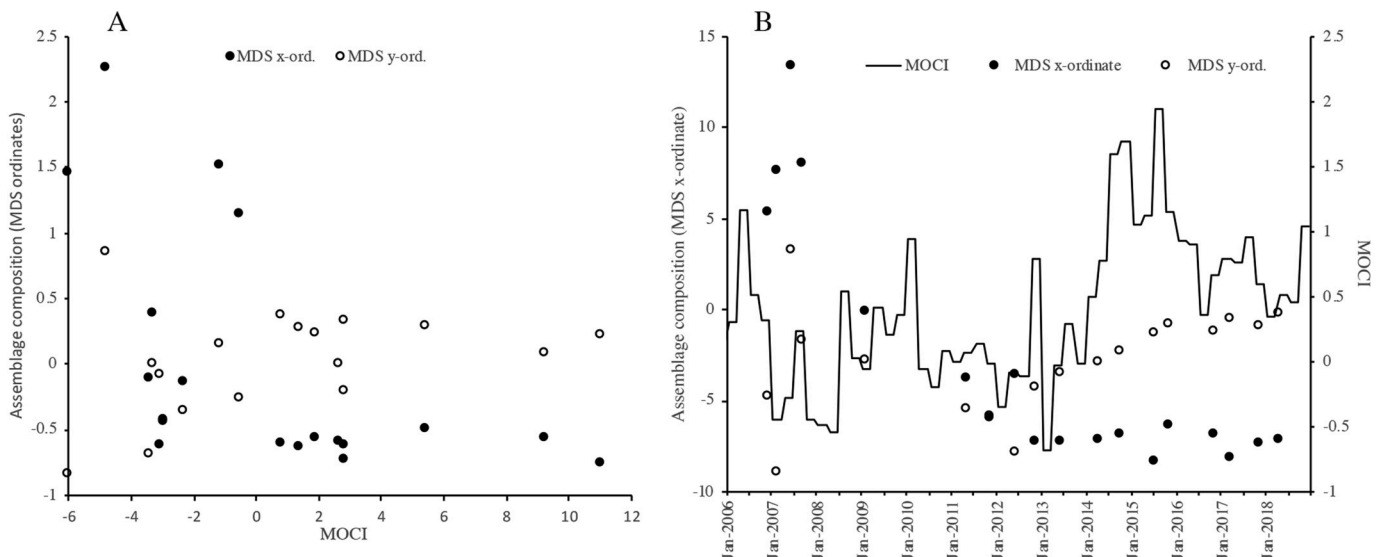 A
MDS x-ord. MDS y-ord.
2.5
2
1.5
1
0.5
0
-0.5
-1
-6 -4 -2 0 2 4 6 8 10 12
MOCI
Assemblage composition (MDS ordinates)
B
MOCI MDS x-ordinate MDS y-ord.
15
10
5
0
-5
-10
Assemblage composition (MDS x-ordinate)
2.5
2
1.5
1
0.5
0
-0.5
-1
MOCI
Jan-2006
Jan-2007
Jan-2008
Jan-2009
Jan-2010
Jan-2011
Jan-2012
Jan-2013
Jan-2014
Jan-2015
Jan-2016
Jan-2017
Jan-2018